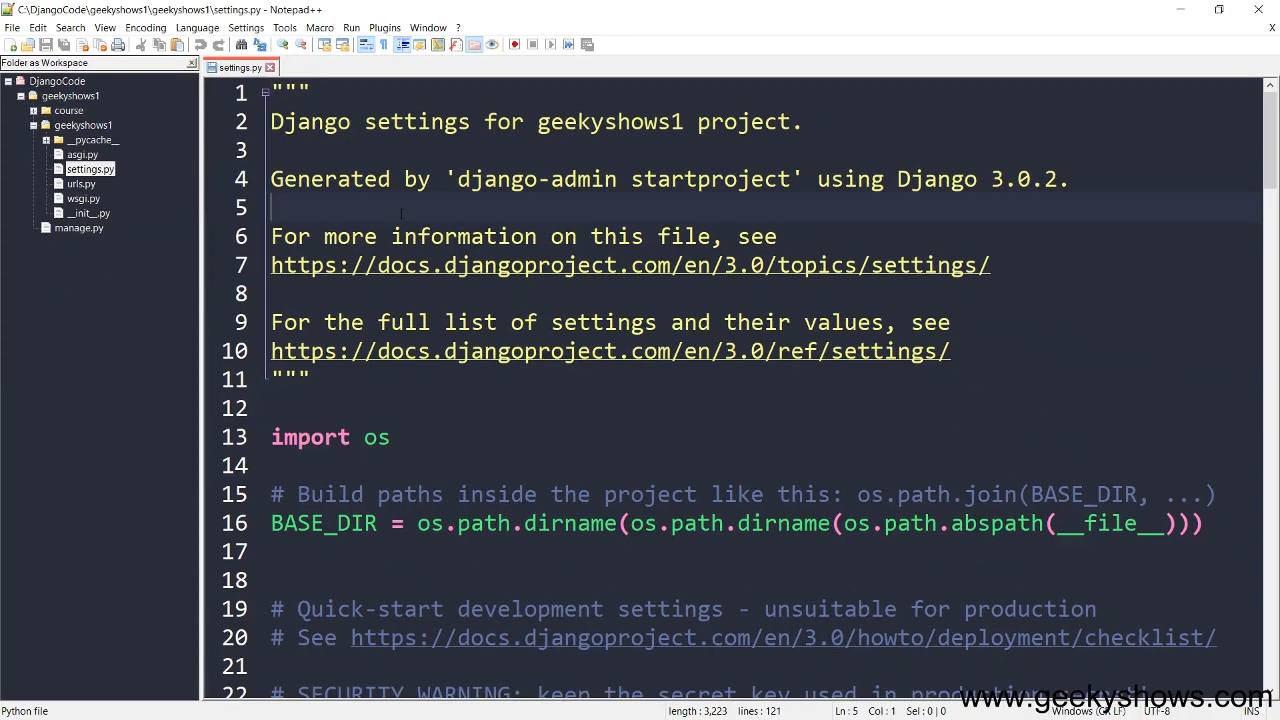 C:\DjangoCode\geekyshows1\geekyshows1\settings.py - Notepad++
File Edit Search View Encoding Language Settings Tools Macro Run Plugins Window ? X
Folder as Workspace
DjangoCode
geekyshows1
course
geekyshows1
__pycache__
asgi.py
settings.py
urls.py
wsgi.py
__init__.py
manage.py
settings.py
1 """
2 Django settings for geekyshows1 project.
3
4 Generated by 'django-admin startproject' using Django 3.0.2.
5
6 For more information on this file, see
7 https://docs.djangoproject.com/en/3.0/topics/settings/
8
9 For the full list of settings and their values, see
10 https://docs.djangoproject.com/en/3.0/ref/settings/
11 """
12
13 import os
14
15 # Build paths inside the project like this: os.path.join(BASE_DIR, ...)
16 BASE_DIR = os.path.dirname(os.path.dirname(os.path.abspath(__file__)))
17
18
19 # Quick-start development settings - unsuitable for production
20 # See https://docs.djangoproject.com/en/3.0/howto/deployment/checklist/
21
22 # SECURITY WARNING: keep the secret key used in
www.geekyshows.com
Python file length : 3,223 lines : 121 Ln : 5 Col : 1 Sel : 0 | 0 Windows (CR LF) UTF-8 INS